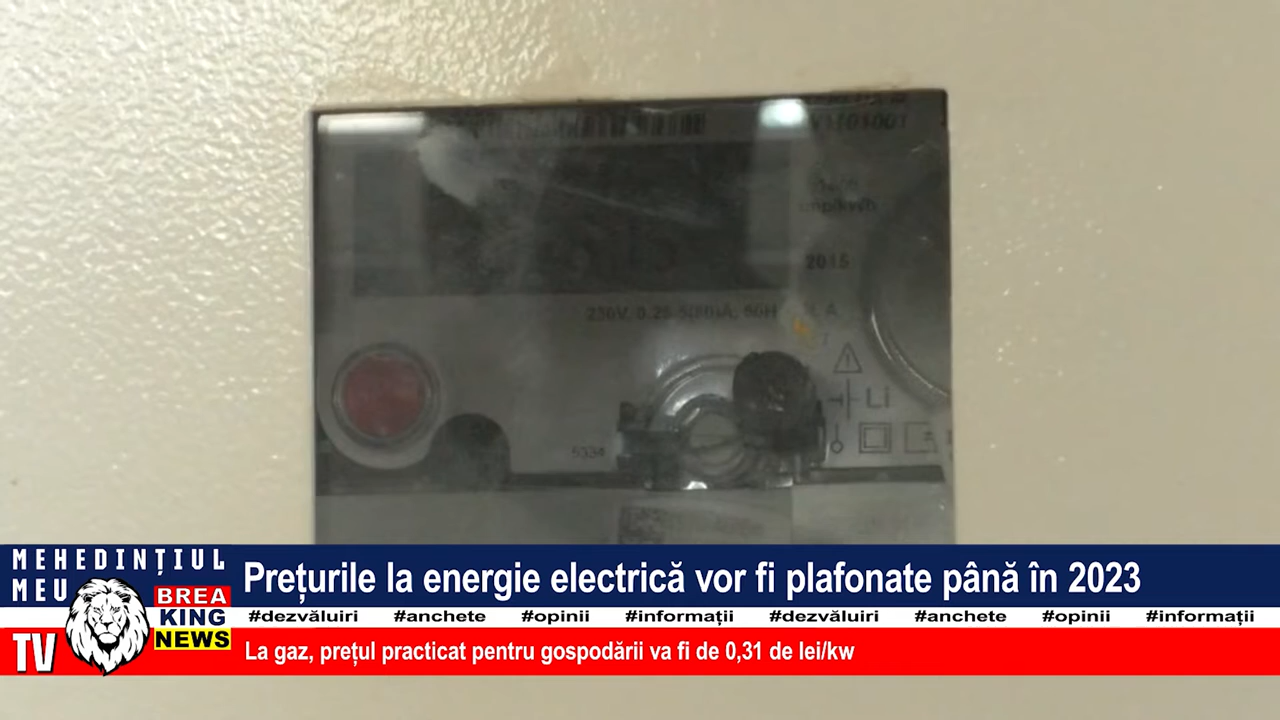 2015
Li
MEHEDINȚIUL
MEU
TV
BREA
KING
NEWS
Prețurile la energie electrică vor fi plafonate până în 2023
#dezvăluiri #anchete #opinii #informații #dezvăluiri #anchete #opinii #informații
La gaz, prețul practicat pentru gospodării va fi de 0,31 de lei/kw